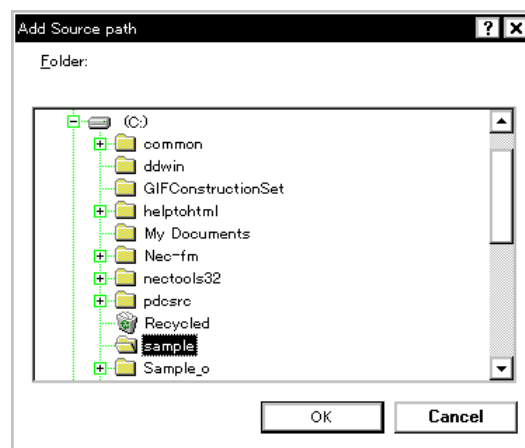 Add Source path
Folder:
(C:)
common
ddwin
GIFConstructionSet
helptohtml
My Documents
Nec-fm
nectools32
pdcsrc
Recycled
sample
Sample_o
OK Cancel